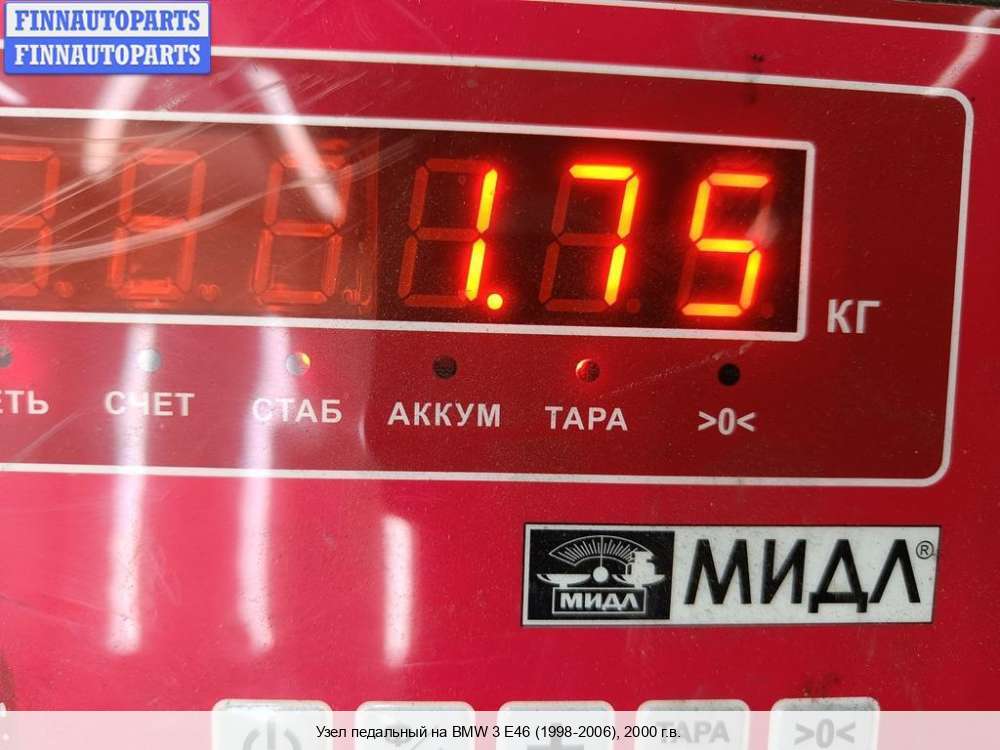 FINNAUTOPARTS
FINNAUTOPARTS
1.75
КГ
СЧЕТ СТАБ АККУМ ТАРА >0<
МИДЛ МИДЛ®
ТАРА >0<
Узел педальный на BMW 3 E46 (1998-2006), 2000 г.в.